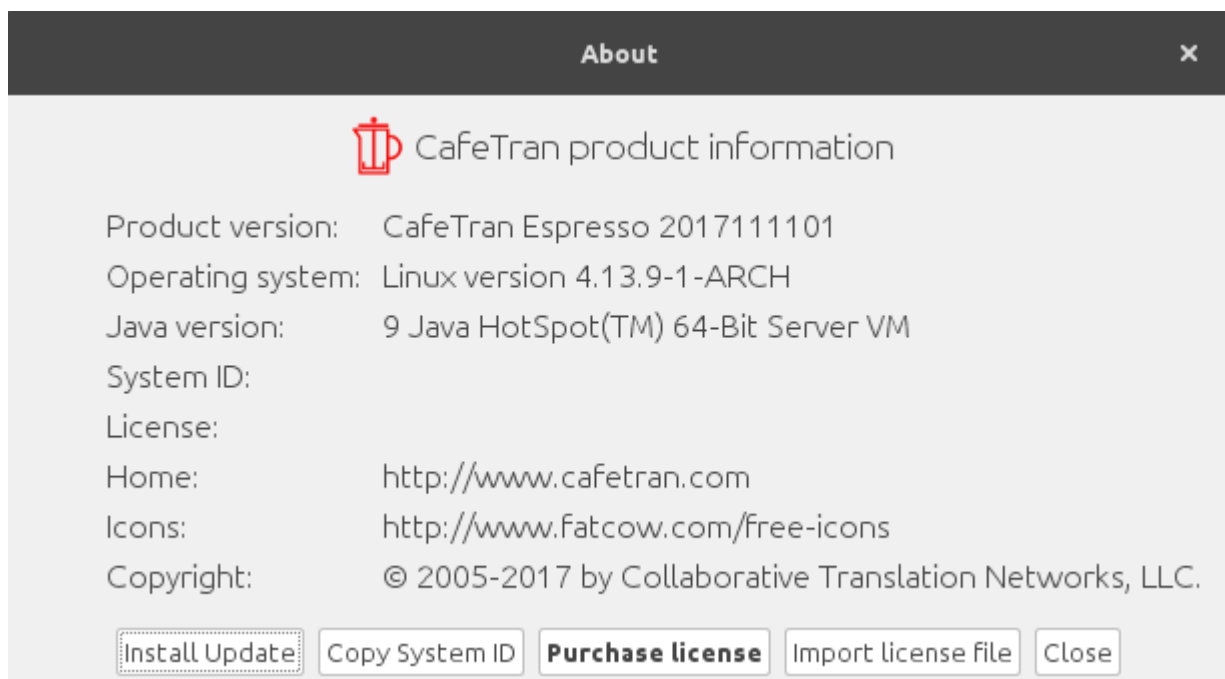 About
CafeTran product information
Product version: CafeTran Espresso 2017111101
Operating system: Linux version 4.13.9-1-ARCH
Java version: 9 Java HotSpot(TM) 64-Bit Server VM
System ID:
License:
Home: http://www.cafetran.com
Icons: http://www.fatcow.com/free-icons
Copyright: © 2005-2017 by Collaborative Translation Networks, LLC.
Install Update Copy System ID Purchase license Import license file Close